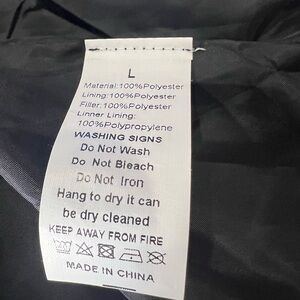 L
Material:100%Polyester
Lining:100%Polyester
Filler:100%Polyester
Linner Lining:
100%Polypropylene
WASHING SIGNS
Do Not Wash
Do Not Bleach
Do Not Iron
Hang to dry it can
be dry cleaned
KEEP AWAY FROM FIRE
MADE IN CHINA